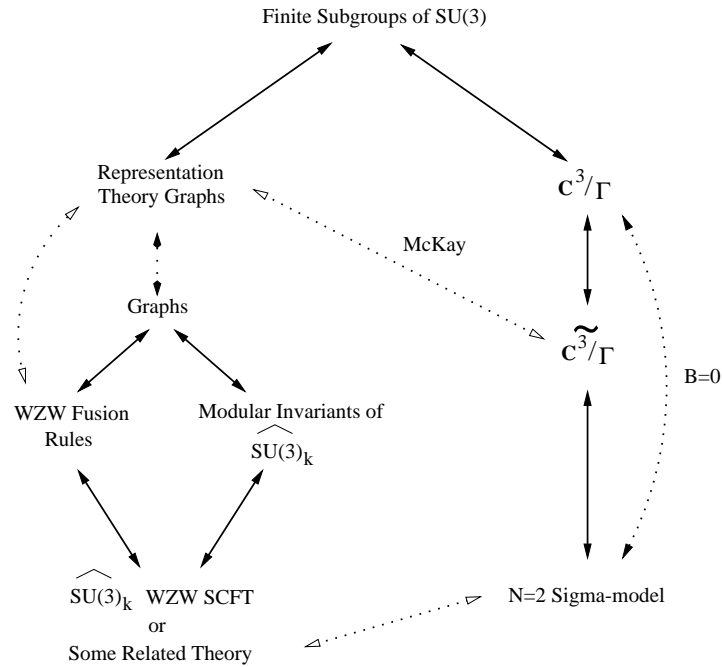 Finite Subgroups of SU(3)
Representation
Theory Graphs
C³/Γ
McKay
Graphs
C̃³/Γ
B=0
WZW Fusion
Rules
Modular Invariants of
SU(3)ₖ
SU(3)ₖ WZW SCFT
or
Some Related Theory
N=2 Sigma-model